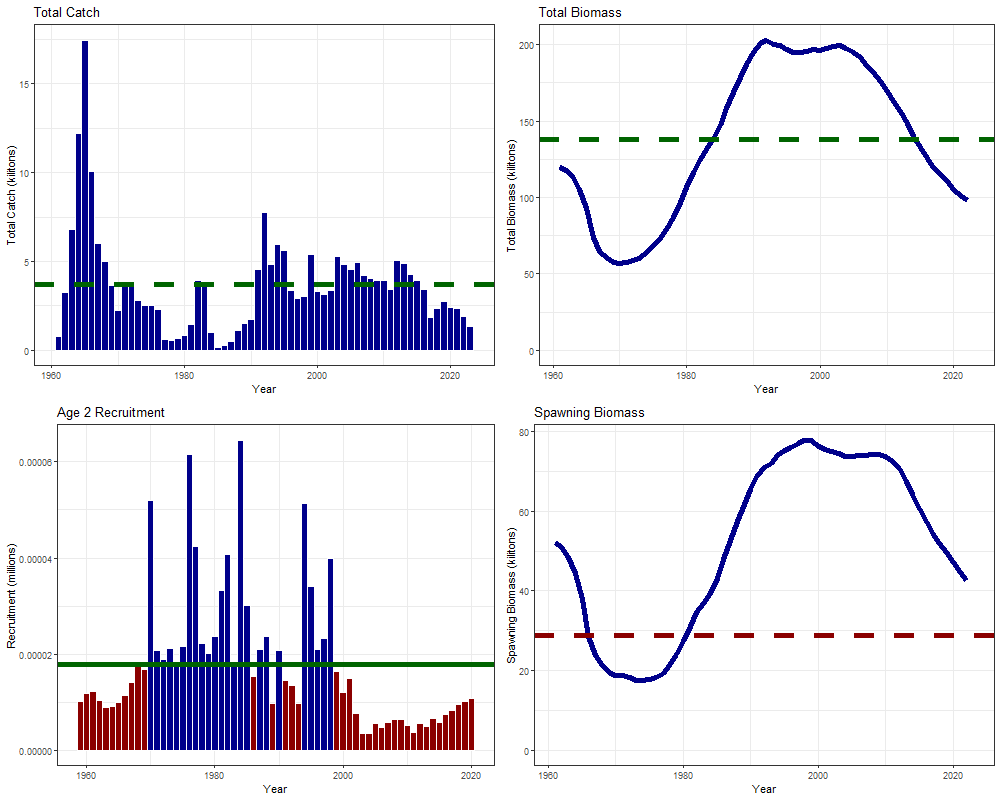 Total Catch
Total Catch (kilitons)
15
10
5
0
1960
1980
2000
2020
Year
Total Biomass
Total Biomass (kilitons)
200
150
100
50
0
1960
1980
2000
2020
Year
Age 2 Recruitment
Recruitment (millions)
0.00006
0.00004
0.00002
0.00000
1960
1980
2000
2020
Year
Spawning Biomass
Spawning Biomass (kilitons)
80
60
40
20
0
1960
1980
2000
2020
Year